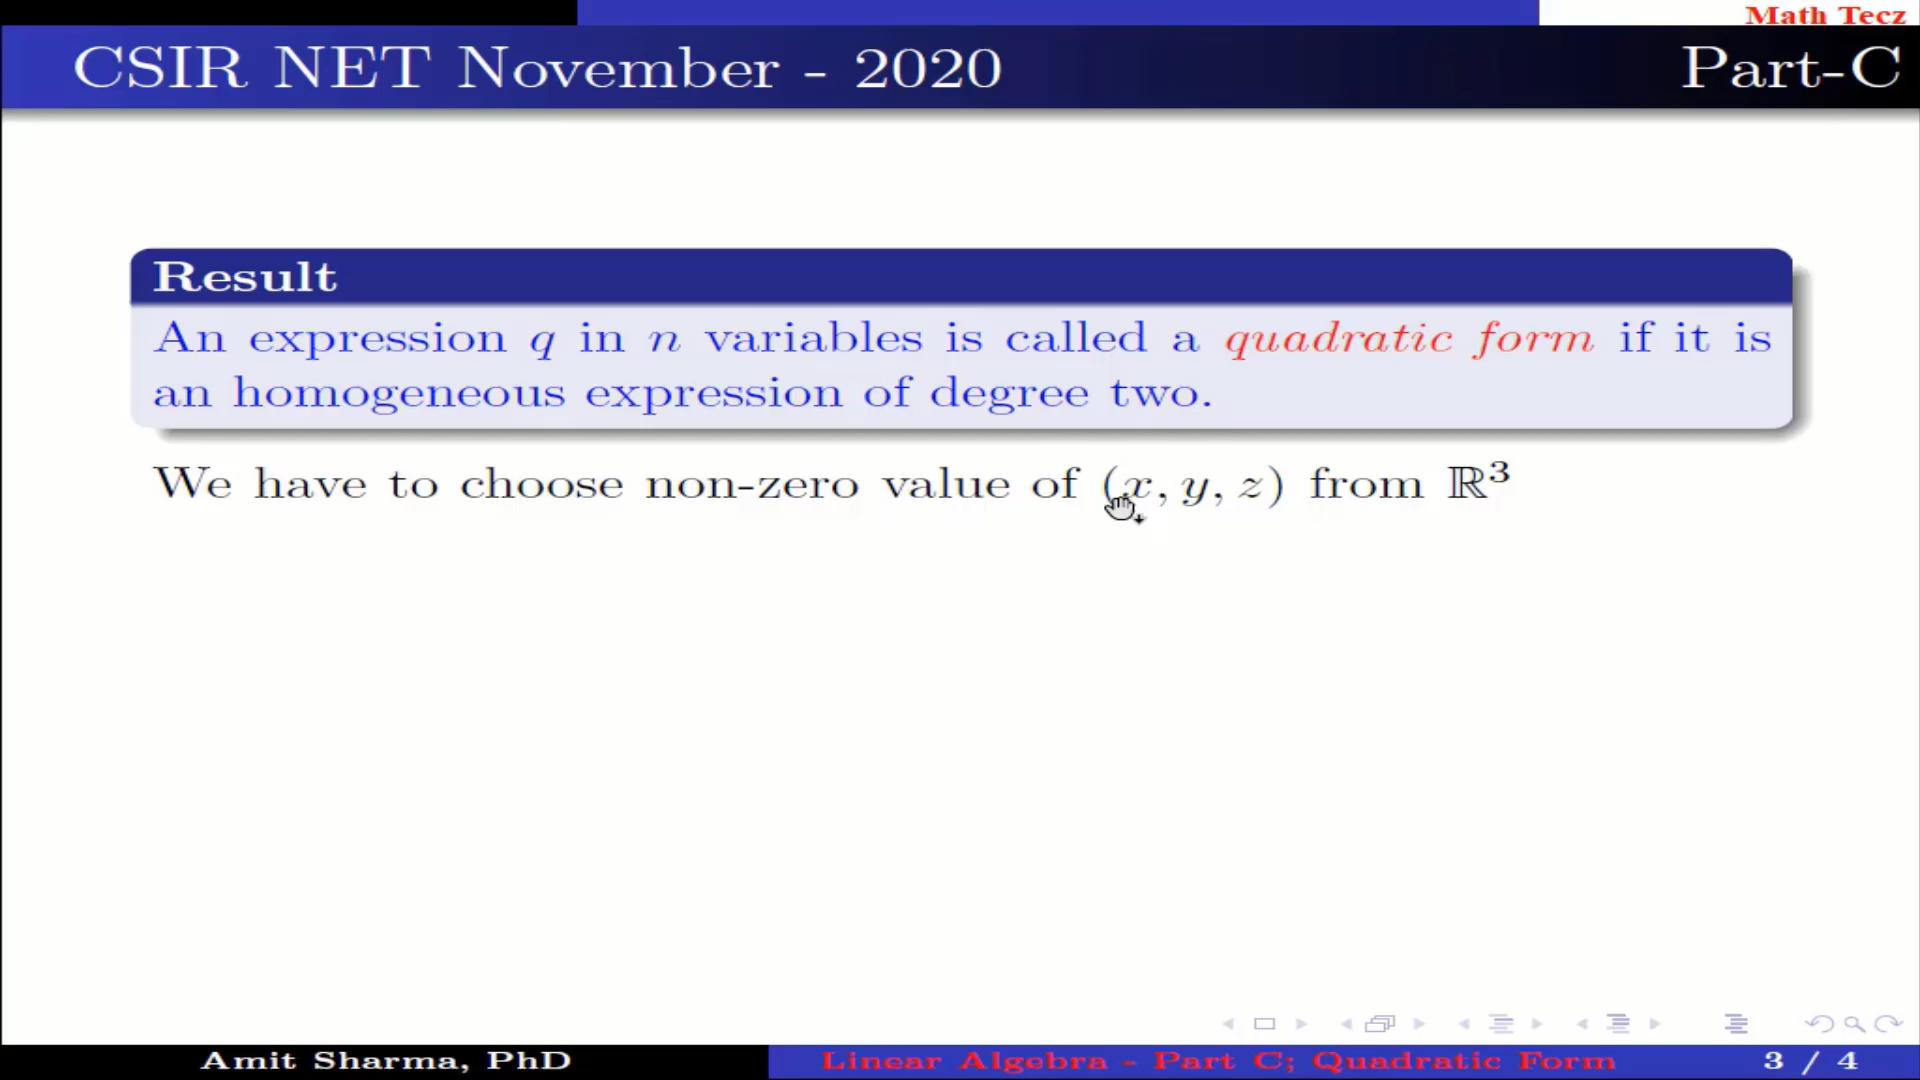 Math Tecz
CSIR NET November - 2020 Part-C
Result
An expression q in n variables is called a quadratic form if it is
an homogeneous expression of degree two.
We have to choose non-zero value of (x, y, z) from ℝ³
Amit Sharma, PhD Linear Algebra - Part C; Quadratic Form 3 / 4